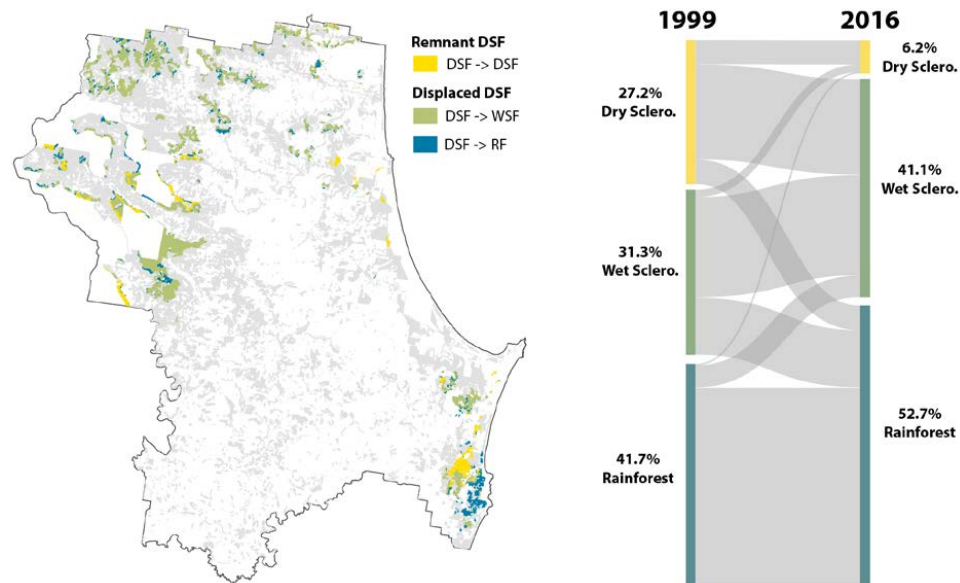 Remnant DSF
DSF -> DSF
Displaced DSF
DSF -> WSF
DSF -> RF
1999
2016
27.2%
Dry Sclero.
31.3%
Wet Sclero.
41.7%
Rainforest
6.2%
Dry Sclero.
41.1%
Wet Sclero.
52.7%
Rainforest